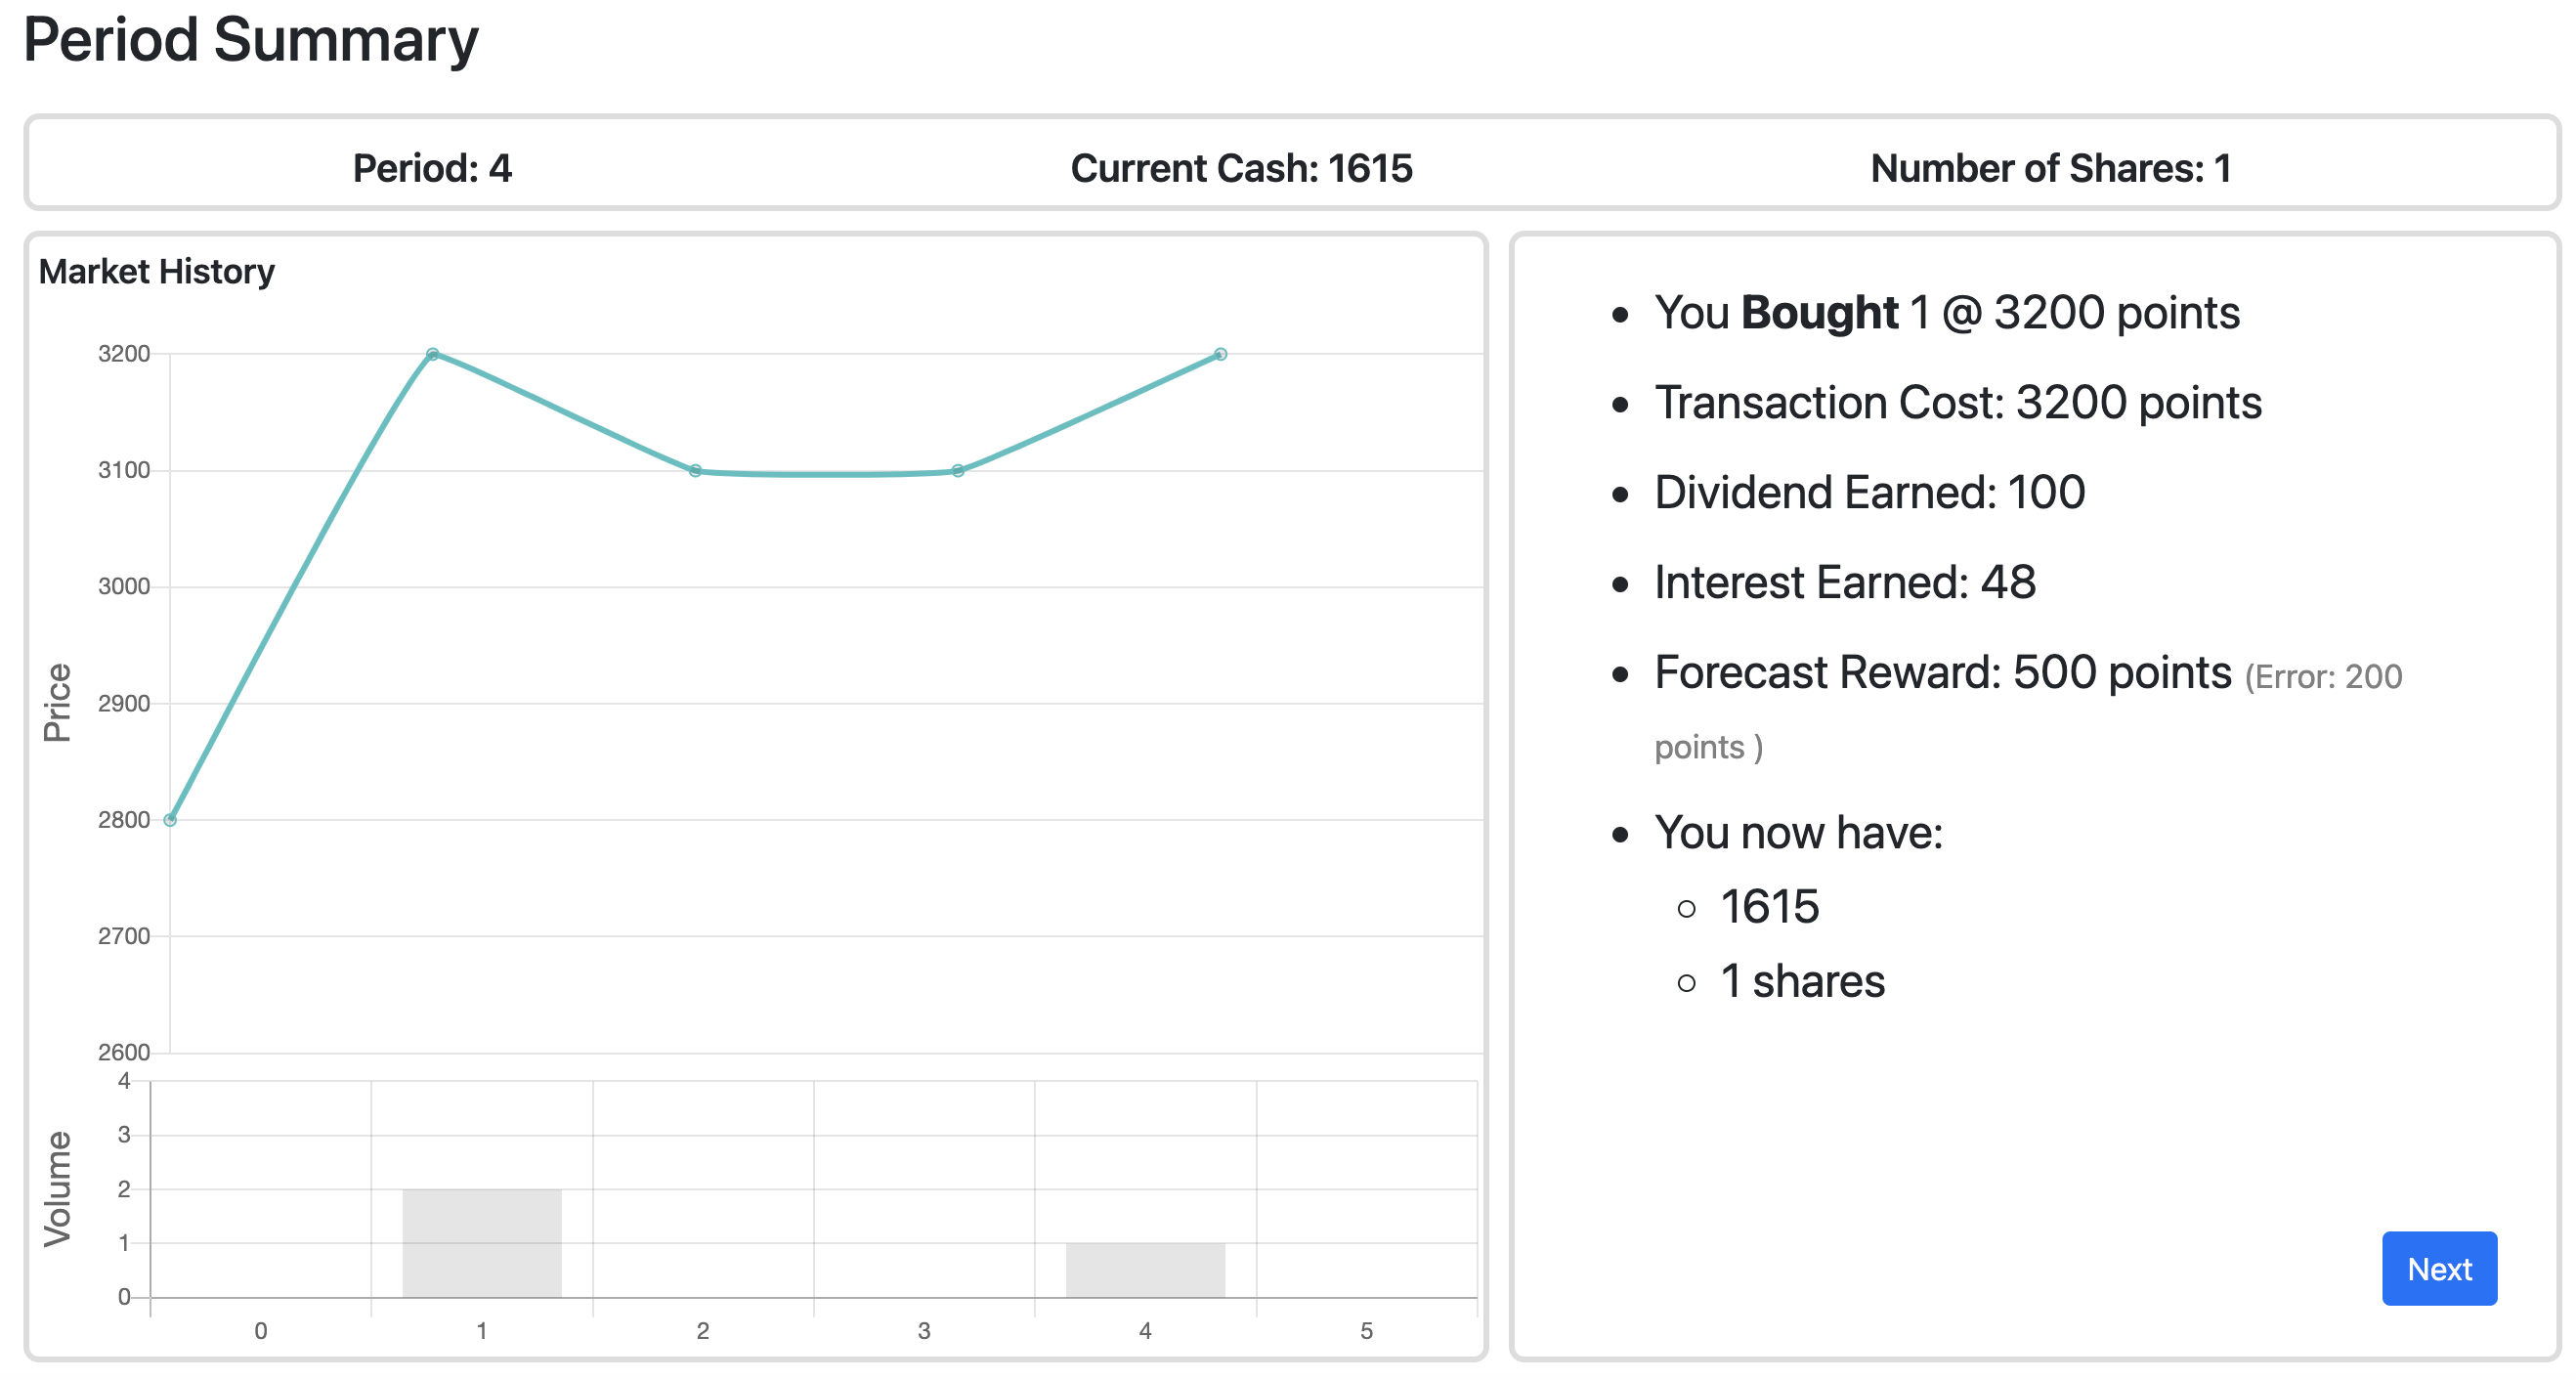 Period Summary
Period: 4
Current Cash: 1615
Number of Shares: 1
Market History
3200
3100
3000
2900
2800
2700
2600
Price
4
3
2
1
0
Volume
0
1
2
3
4
5
You Bought 1 @ 3200 points
Transaction Cost: 3200 points
Dividend Earned: 100
Interest Earned: 48
Forecast Reward: 500 points (Error: 200
points )
You now have:
1615
1 shares
Next